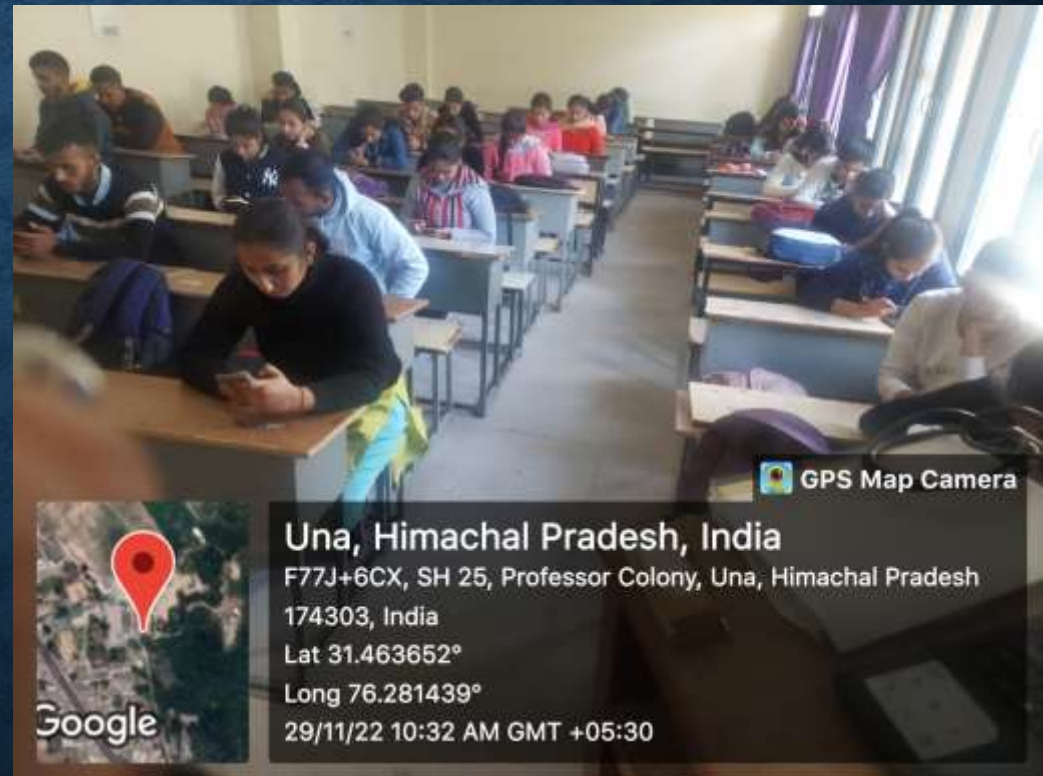 NY
GPS Map Camera
Una, Himachal Pradesh, India
F77J+6CX, SH 25, Professor Colony, Una, Himachal Pradesh
174303, India
Lat 31.463652°
Long 76.281439°
29/11/22 10:32 AM GMT +05:30
Google